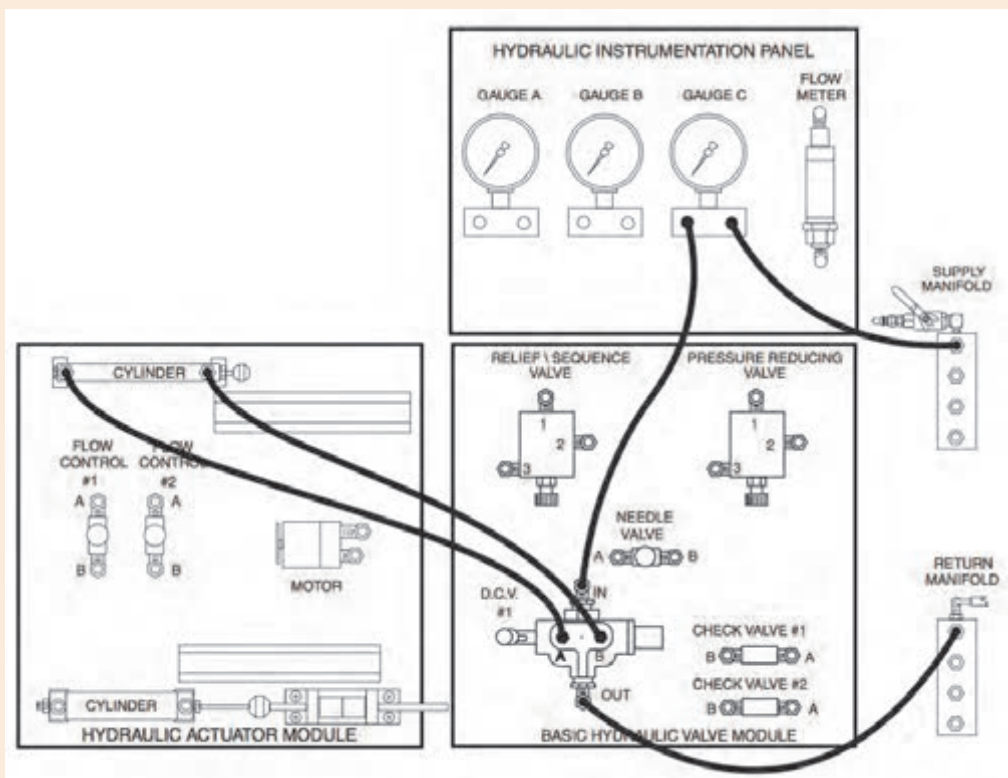 HYDRAULIC INSTRUMENTATION PANEL
GAUGE A
GAUGE B
GAUGE C
FLOW
METER
SUPPLY
MANIFOLD
CYLINDER
FLOW
CONTROL
#1
A
B
FLOW
CONTROL
#2
A
B
MOTOR
CYLINDER
HYDRAULIC ACTUATOR MODULE
RELIEF \ SEQUENCE
VALVE
1
2
3
PRESSURE REDUCING
VALVE
1
2
3
NEEDLE
VALVE
A
B
D.C.V.
#1
IN
A
B
OUT
CHECK VALVE #1
B
A
CHECK VALVE #2
B
A
BASIC HYDRAULIC VALVE MODULE
RETURN
MANIFOLD